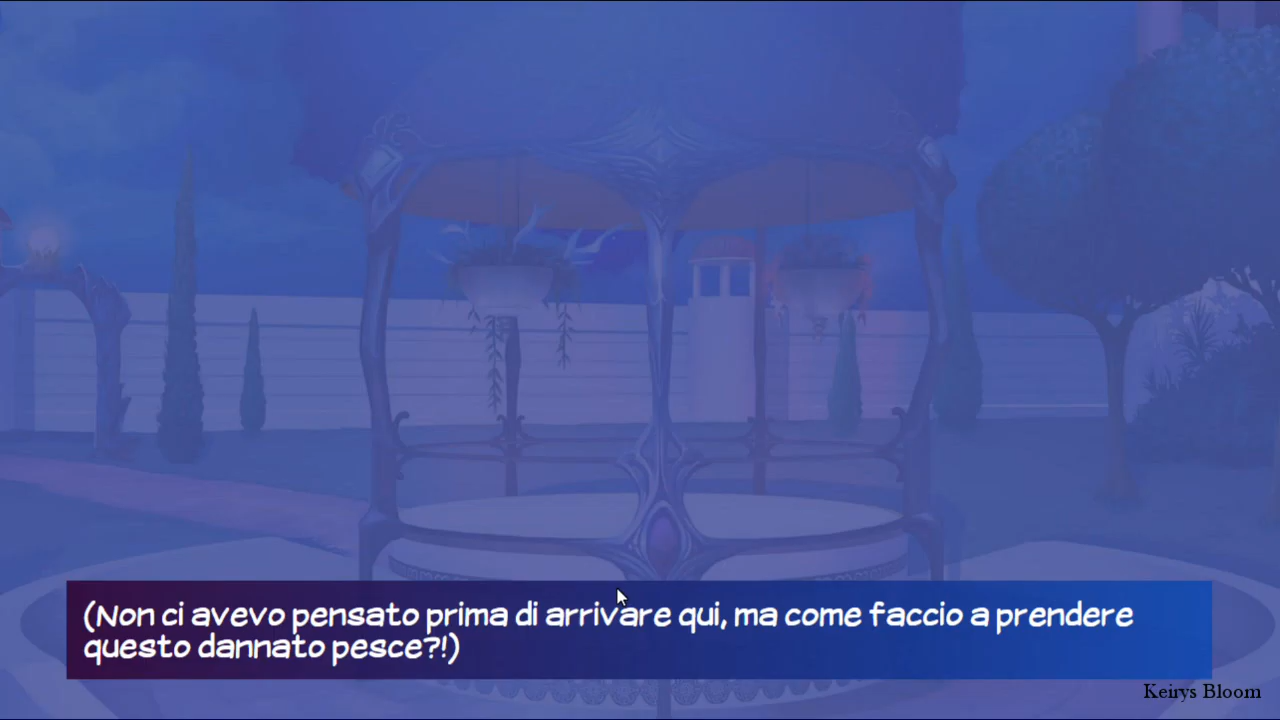 (Non ci avevo pensato prima di arrivare qui, ma come faccio a prendere
questo dannato pesce?!)
Keirys Bloom